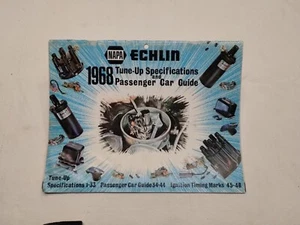 NAPA ECHLIN
1968 Tune-Up Specifications
and
Passenger Car Guide
Tune-Up
Specifications 1-33 Passenger Car Guide 34-44 Ignition Timing Marks 45-48